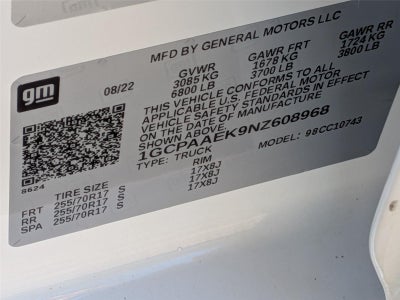 gm
MFD BY GENERAL MOTORS LLC
08/22
GVWR GAWR FRT GAWR RR
3085 KG 1678 KG 1724 KG
6800 LB 3700 LB 3800 LB
THIS VEHICLE CONFORMS TO ALL
APPLICABLE U.S. FEDERAL MOTOR
VEHICLE SAFETY STANDARDS IN EFFECT
ON THE DATE OF MANUFACTURE
SHOWN ABOVE.
1GCPAAEK9NZ608968
TYPE: TRUCK MODEL: 98CC10743
8624
TIRE SIZE RIM
FRT 255/70R17 S 17X8J
RR 255/70R17 S 17X8J
SPA 255/70R17 S 17X8J